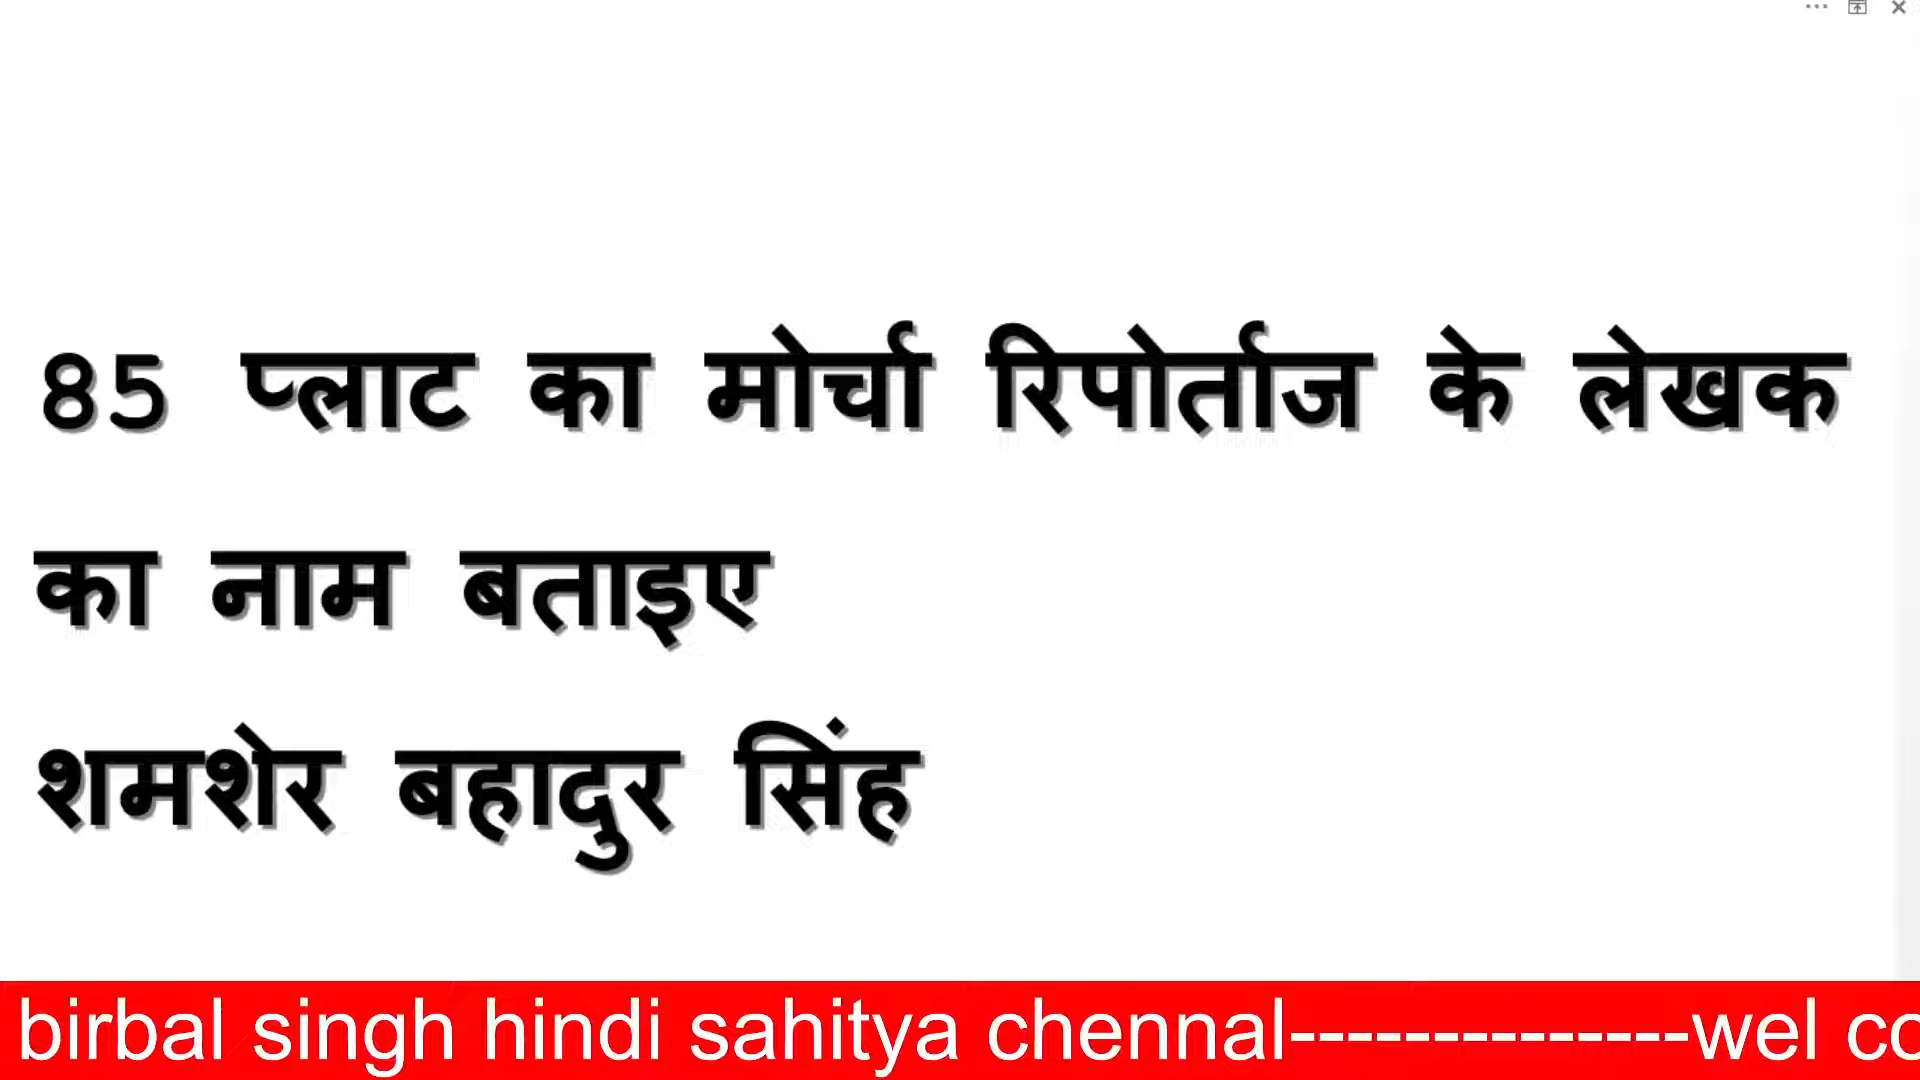 85 प्लाट का मोर्चा रिपोर्ताज के लेखक
का नाम बताइए
शमशेर बहादुर सिंह
birbal singh hindi sahitya chennal--------------wel co